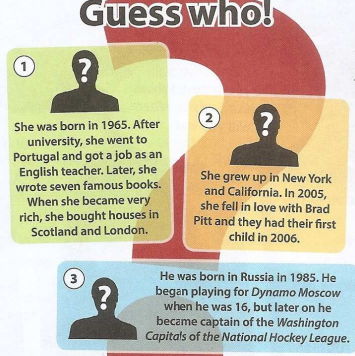 Guess who!
1
?
She was born in 1965. After
university, she went to
Portugal and got a job as an
English teacher. Later, she
wrote seven famous books.
When she became very
rich, she bought houses in
Scotland and London.
2
?
She grew up in New York
and California. In 2005,
she fell in love with Brad
Pitt and they had their first
child in 2006.
3
?
He was born in Russia in 1985. He
began playing for Dynamo Moscow
when he was 16, but later on he
became captain of the Washington
Capitals of the National Hockey League.